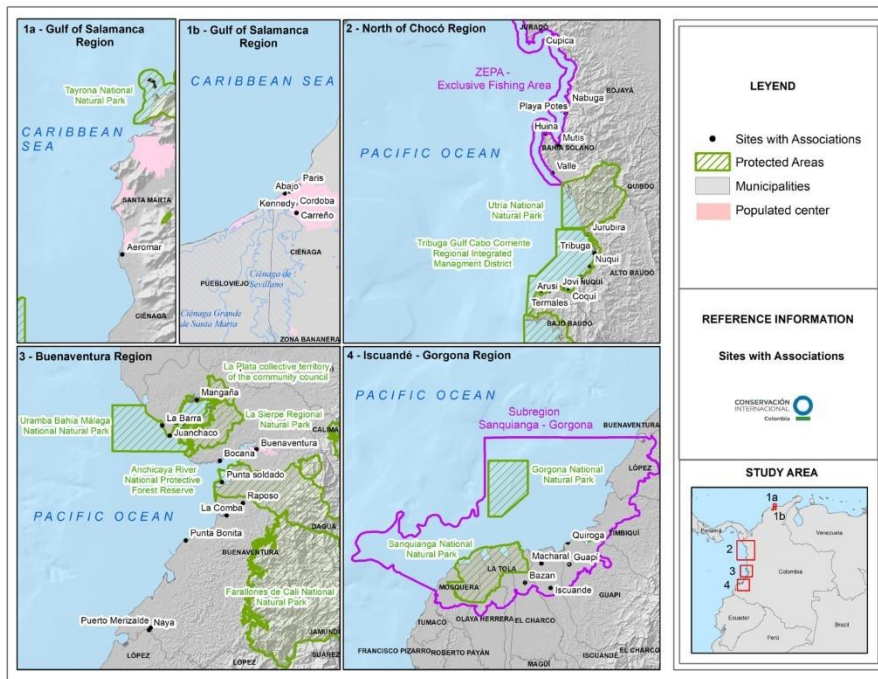 1a - Gulf of Salamanca
Region
Tayrona National
Natural Park
CARIBBEAN
SEA
SANTA MARTA
Aeromar
CIÉNAGA
1b - Gulf of Salamanca
Region
CARIBBEAN SEA
Paris
Abajo
Kennedy
Cordoba
Carreño
CIÉNAGA
PUEBLOVIEJO
Ciénaga de
Sevillano
Ciénaga Grande
de Santa Marta
ZONA BANANERA
2 - North of Chocó Region
JURADÓ
Cupica
ZEPA -
Exclusive Fishing Area
BOJAYÁ
Nabuga
Playa Potes
Huina
Mutis
BAHÍA SOLANO
PACIFIC OCEAN
Valle
QUIBDÓ
Utría National
Natural Park
Jurubira
Tribuga Gulf Cabo Corriente
Regional Integrated
Managment District
Tribuga
Nuquí
ALTO BAUDÓ
Jovi
NUQUÍ
Arusi
Coquí
Termales
BAJO BAUDÓ
3 - Buenaventura Region
La Plata collective territory
of the community council
Mangaña
Uramba Bahía Málaga
National Natural Park
La Barra
La Sierpe Regional
Natural Park
Juanchaco
CALIMA
Buenaventura
Bocana
Anchicaya River
National Protective
Forest Reserve
Punta soldado
Raposo
La Comba
PACIFIC OCEAN
DAGUA
Punta Bonita
BUENAVENTURA
Farallones de Cali National
Natural Park
Puerto Merizalde
Naya
JAMUNDÍ
LÓPEZ
LÓPEZ
SUÁREZ
4 - Iscuandé - Gorgona Region
PACIFIC OCEAN
Subregion
Sanquianga - Gorgona
BUENAVENTURA
LÓPEZ
Gorgona National
Natural Park
TIMBIQUÍ
Quiroga
Sanquianga National
Natural Park
LA TOLA
Macharal
Guapi
MOSQUERA
Bazan
Iscuande
GUAPI
TUMACO
OLAYA HERRERA
EL CHARCO
FRANCISCO PIZARRO
ROBERTO PAYÁN
MAGÜÍ
ISCUANDÉ
EL CHARCO
LEYEND
Sites with Associations
Protected Areas
Municipalities
Populated center
REFERENCE INFORMATION
Sites with Associations
CONSERVACIÓN
INTERNACIONAL
Colombia
STUDY AREA
1a
1b
Panamá
Venezuela
2
Colombia
3
4
Ecuador
Perú
Brazil